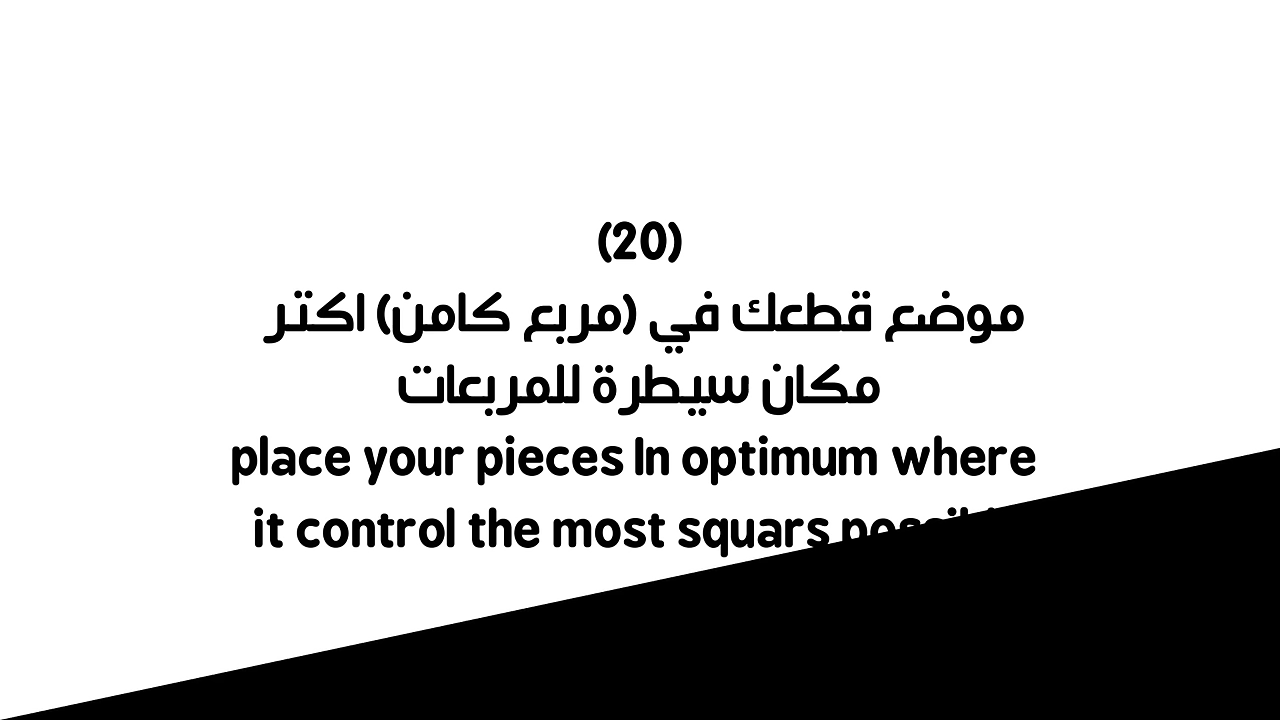 (20)
موضع قطعك في (مربع كامن) اكتر
مكان سيطرة للمربعات
place your pieces In optimum where
it control the most squars